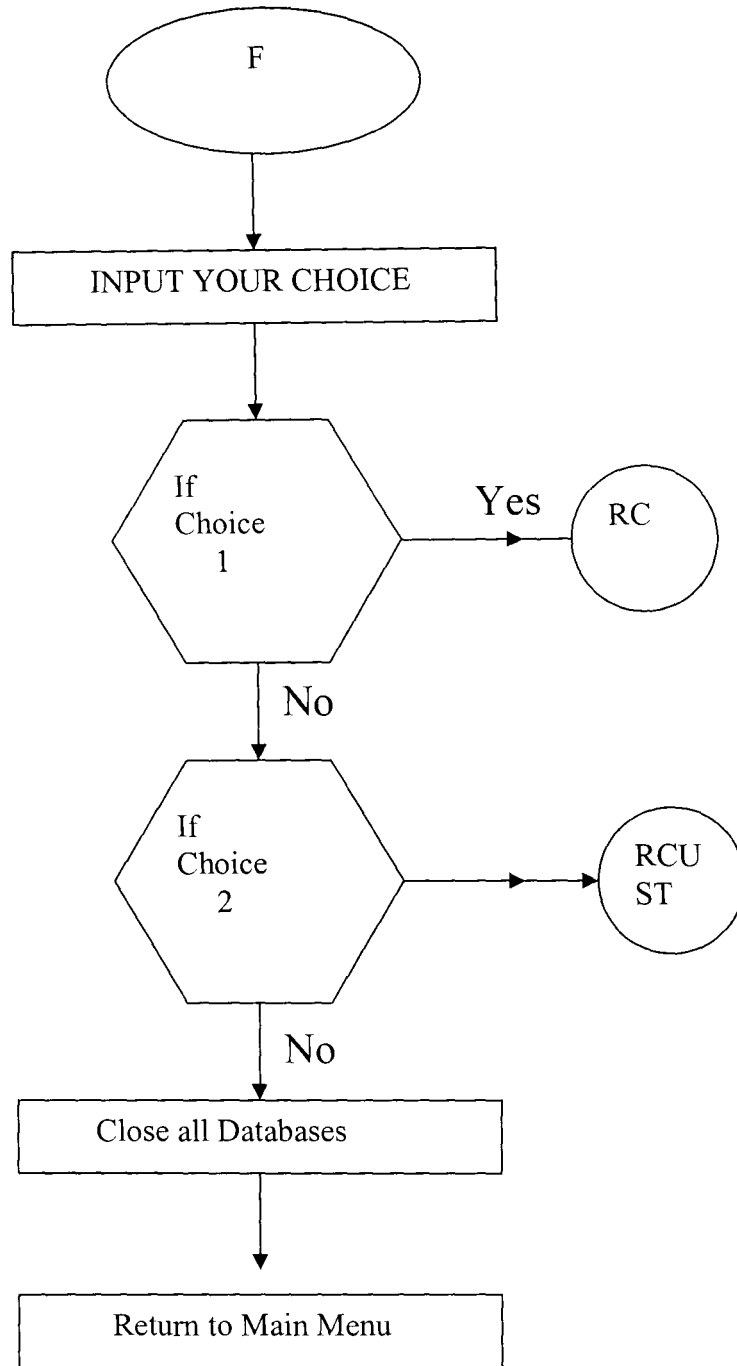 F
INPUT YOUR CHOICE
If
Choice
1
Yes
RC
No
If
Choice
2
RCU
ST
No
Close all Databases
Return to Main Menu